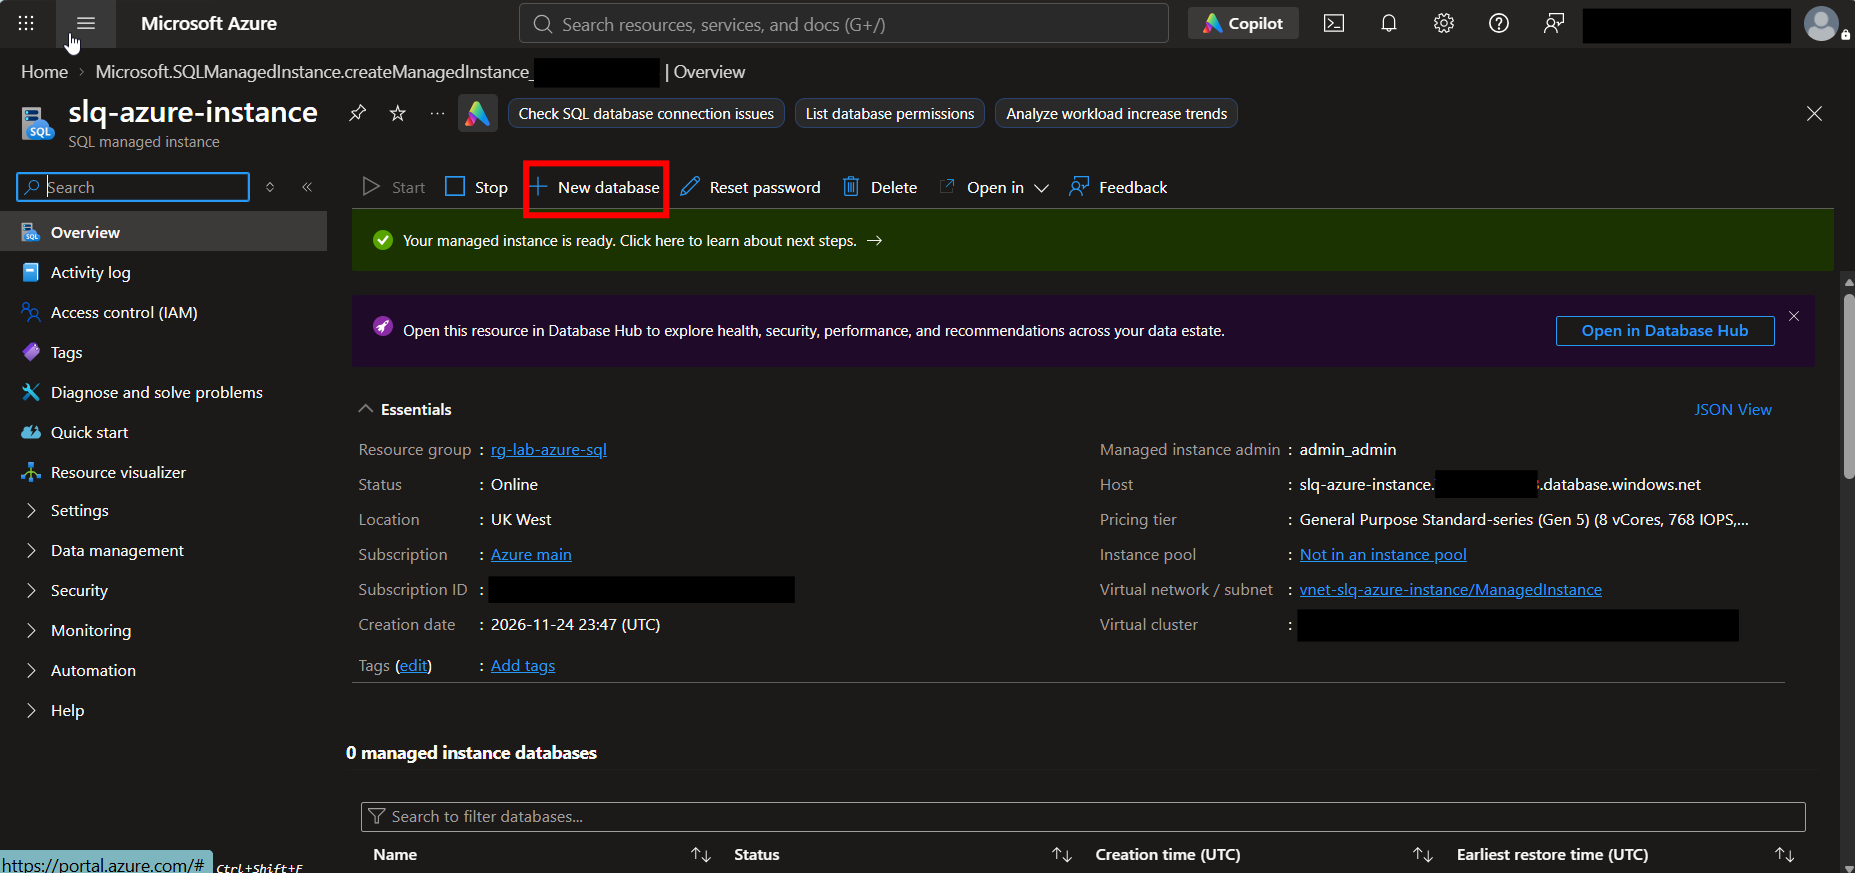 Microsoft Azure
Search resources, services, and docs (G+/)
Copilot
Home > Microsoft.SQLManagedInstance.createManagedInstance_ | Overview
slq-azure-instance
SQL managed instance
Check SQL database connection issues
List database permissions
Analyze workload increase trends
Search
Start
Stop
New database
Reset password
Delete
Open in
Feedback
Overview
Activity log
Access control (IAM)
Tags
Diagnose and solve problems
Quick start
Resource visualizer
Settings
Data management
Security
Monitoring
Automation
Help
Your managed instance is ready. Click here to learn about next steps. →
Open this resource in Database Hub to explore health, security, performance, and recommendations across your data estate.
Open in Database Hub
Essentials
JSON View
Resource group : rg-lab-azure-sql
Status : Online
Location : UK West
Subscription : Azure main
Subscription ID :
Creation date : 2026-11-24 23:47 (UTC)
Tags (edit) : Add tags
Managed instance admin : admin_admin
Host : slq-azure-instance. .database.windows.net
Pricing tier : General Purpose Standard-series (Gen 5) (8 vCores, 768 IOPS,...
Instance pool : Not in an instance pool
Virtual network / subnet : vnet-slq-azure-instance/ManagedInstance
Virtual cluster :
0 managed instance databases
Search to filter databases...
Name
Status
Creation time (UTC)
Earliest restore time (UTC)
https://portal.azure.com/#
Ctrl+Shift+F